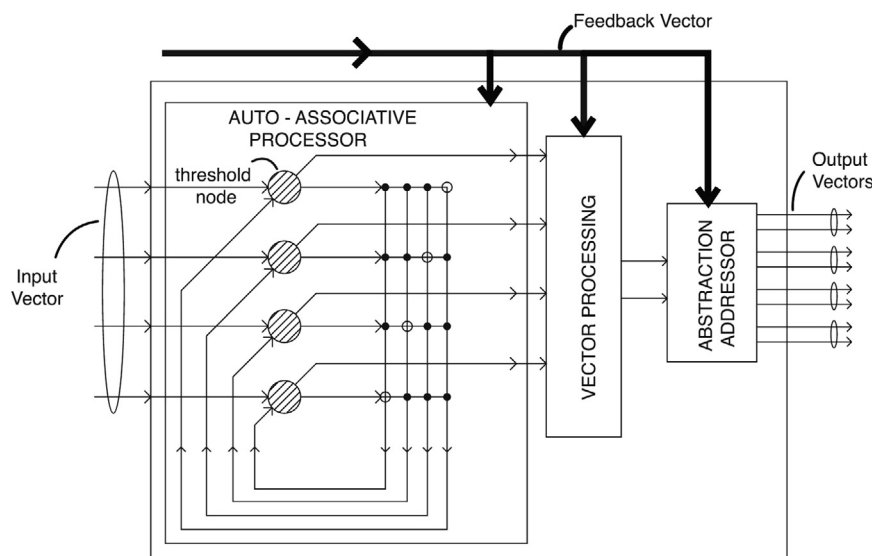 Feedback Vector
AUTO - ASSOCIATIVE
PROCESSOR
threshold
node
Input
Vector
VECTOR PROCESSING
ABSTRACTION
ADDRESSOR
Output
Vectors